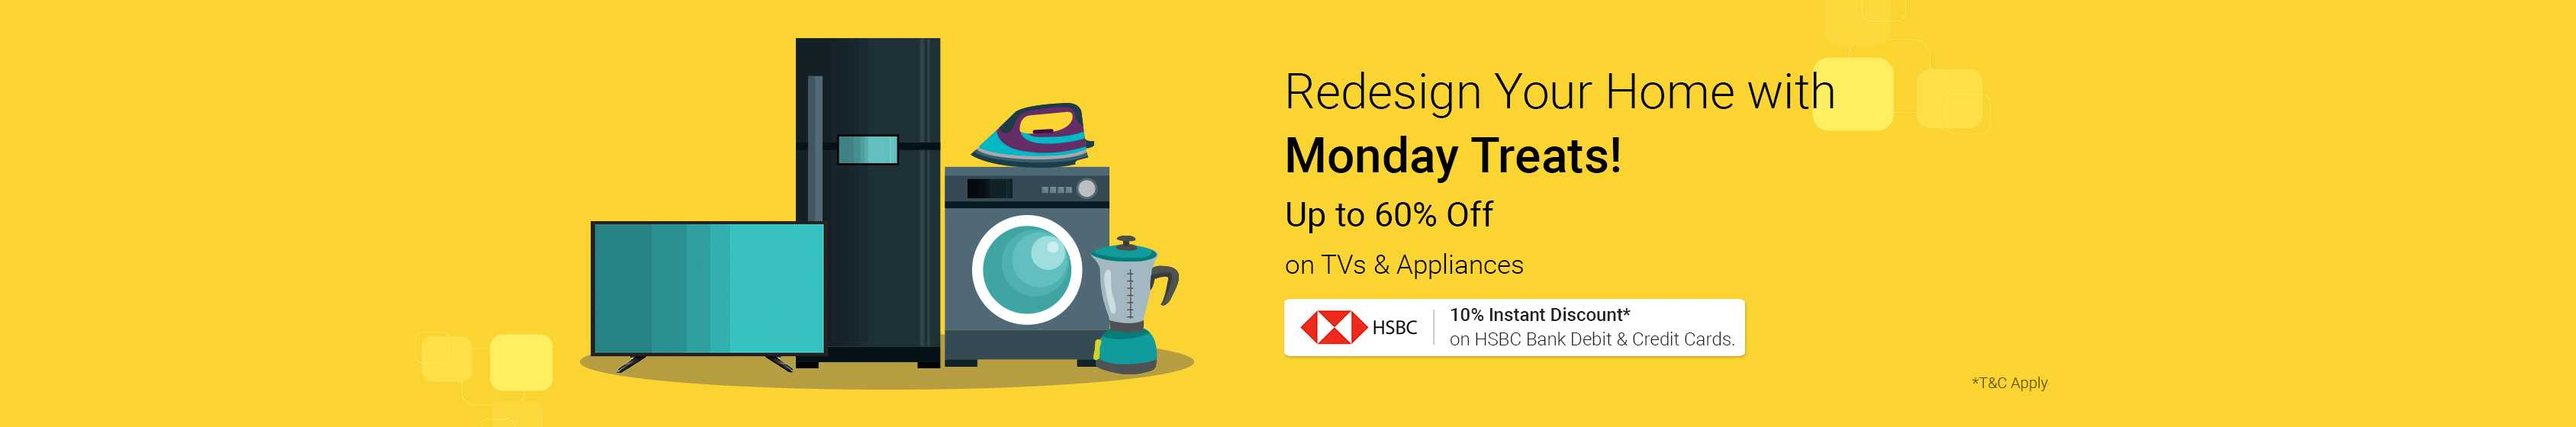 Redesign Your Home with
Monday Treats!
Up to 60% Off
on TVs & Appliances
HSBC
10% Instant Discount*
on HSBC Bank Debit & Credit Cards.
*T&C Apply